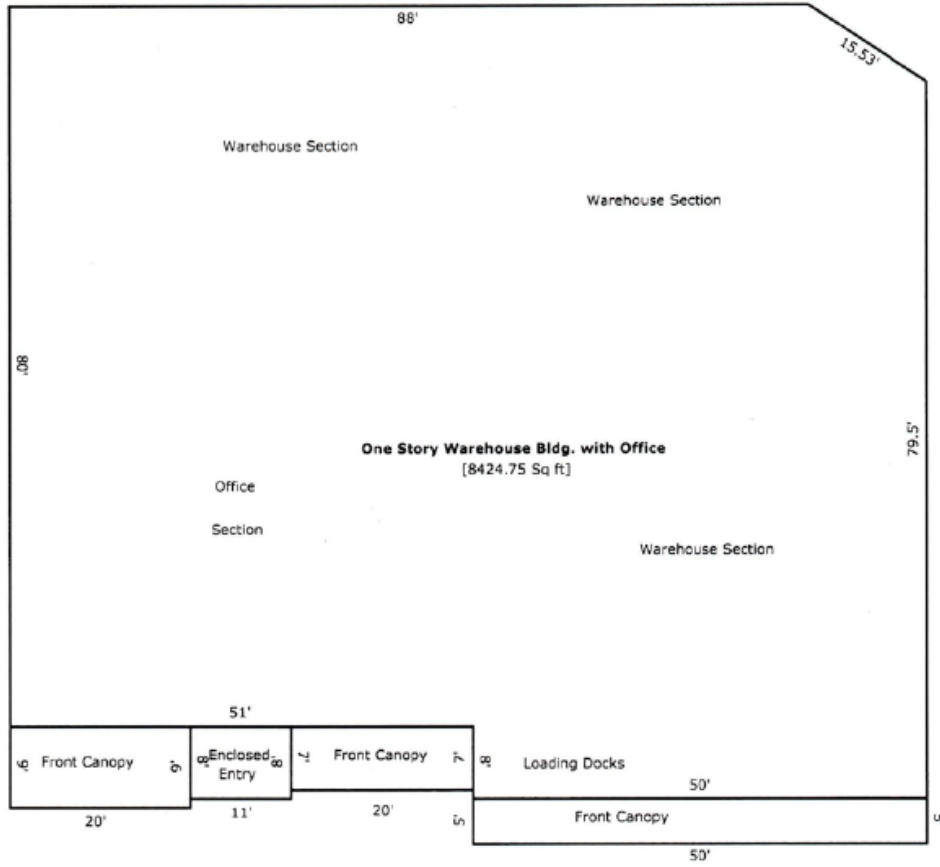 88'
15.53'
Warehouse Section
Warehouse Section
80'
79.5'
One Story Warehouse Bldg. with Office
[8424.75 Sq ft]
Office
Section
Warehouse Section
51'
9'
Front Canopy
9'
8'
Enclosed
Entry
8'
7'
Front Canopy
7'
8'
Loading Docks
50'
20'
11'
20'
5'
Front Canopy
50'